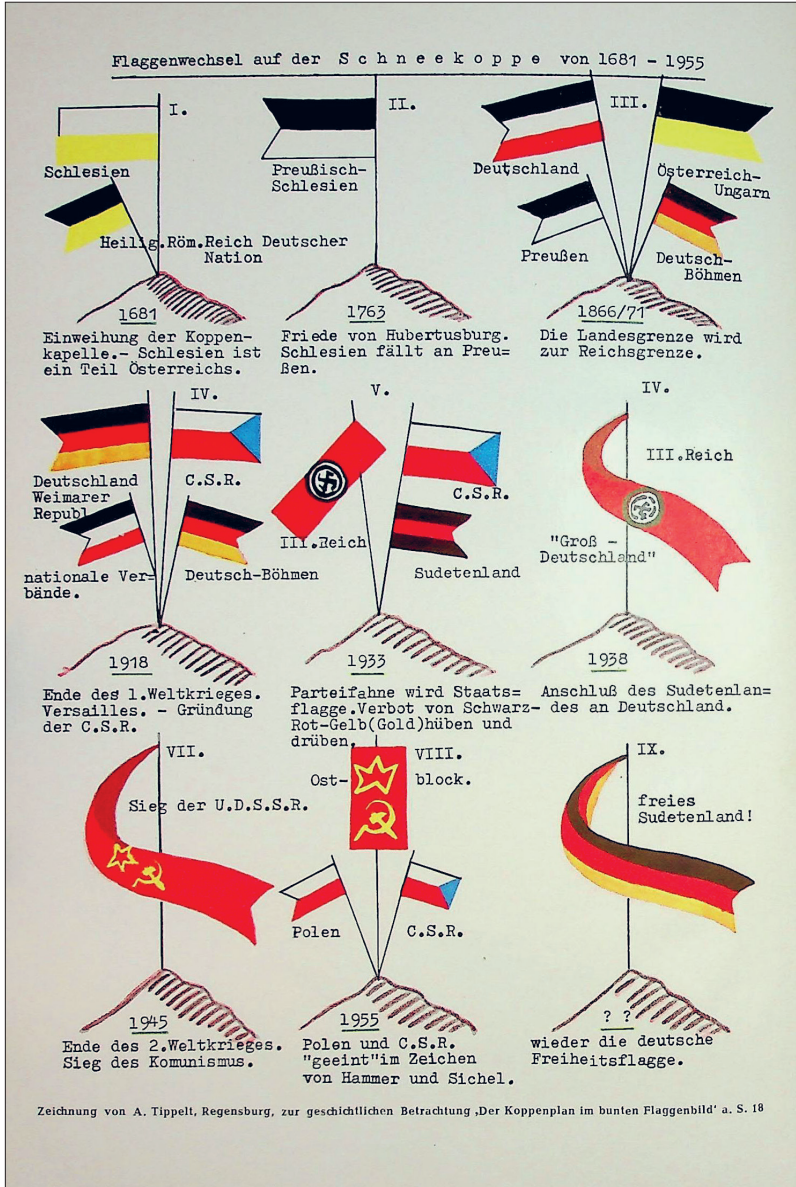 Flaggenwechsel auf der S c h n e e k o p p e von 1681 - 1955
I.
Schlesien
Heilig.Röm.Reich Deutscher
Nation
1681
Einweihung der Koppen-
kapelle.- Schlesien ist
ein Teil Österreichs.
II.
Preußisch-
Schlesien
1763
Friede von Hubertusburg.
Schlesien fällt an Preu=
ßen.
III.
Deutschland
Österreich-
Ungarn
Preußen
Deutsch-
Böhmen
1866/71
Die Landesgrenze wird
zur Reichsgrenze.
IV.
Deutschland
Weimarer
Republ
C.S.R.
nationale Ver=
bände.
Deutsch-Böhmen
1918
Ende des 1.Weltkrieges.
Versailles. - Gründung
der C.S.R.
V.
III.Reich
C.S.R.
Sudetenland
1933
Parteifahne wird Staats=
flagge.Verbot von Schwarz-
Rot-Gelb(Gold)hüben und
drüben.
IV.
III.Reich
"Groß -
Deutschland"
1938
Anschluß des Sudetenlan=
des an Deutschland.
VII.
Sieg der U.D.S.S.R.
1945
Ende des 2.Weltkrieges.
Sieg des Komunismus.
VIII.
Ost- block.
Polen
C.S.R.
1955
Polen und C.S.R.
"geeint"im Zeichen
von Hammer und Sichel.
IX.
freies
Sudetenland!
? ?
wieder die deutsche
Freiheitsflagge.
Zeichnung von A. Tippelt, Regensburg, zur geschichtlichen Betrachtung ‚Der Koppenplan im bunten Flaggenbild' a. S. 18